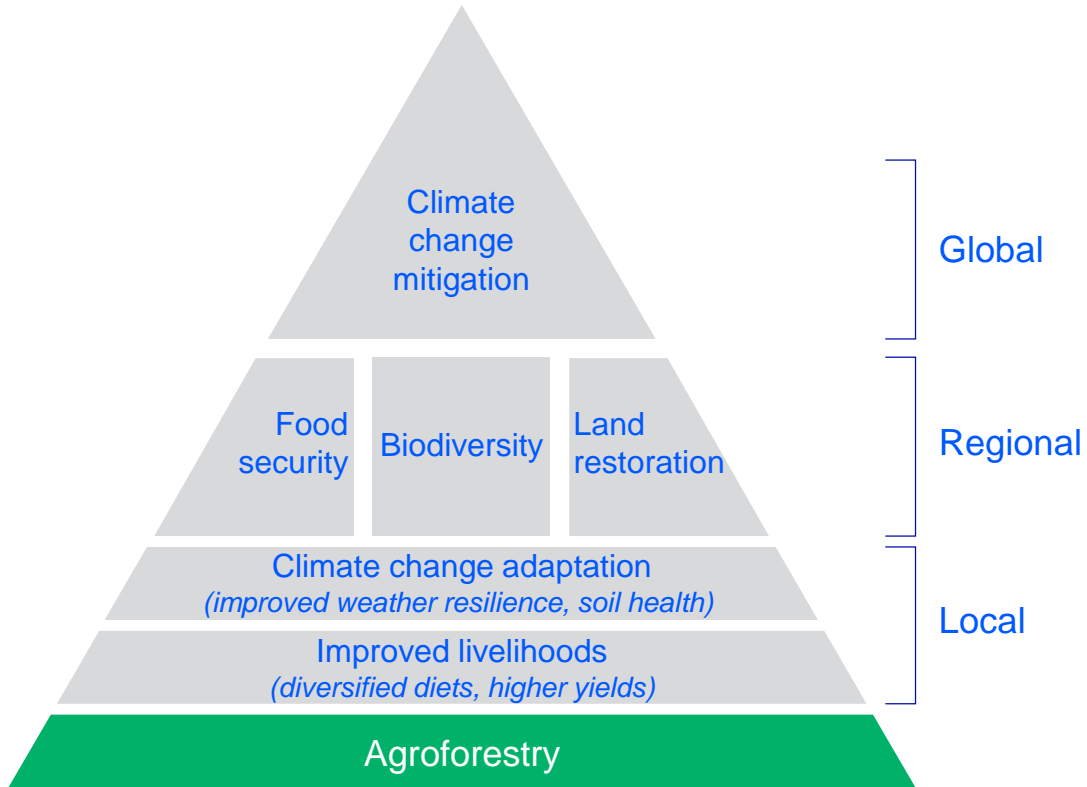 Climate
change
mitigation
Global
Food
security
Biodiversity
Land
restoration
Regional
Climate change adaptation
(improved weather resilience, soil health)
Improved livelihoods
(diversified diets, higher yields)
Local
Agroforestry